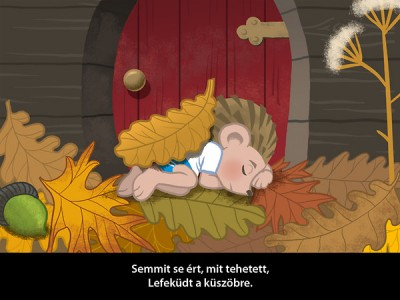 Semmit se ért, mit tehetett,
Lefeküdt a küszöbre.